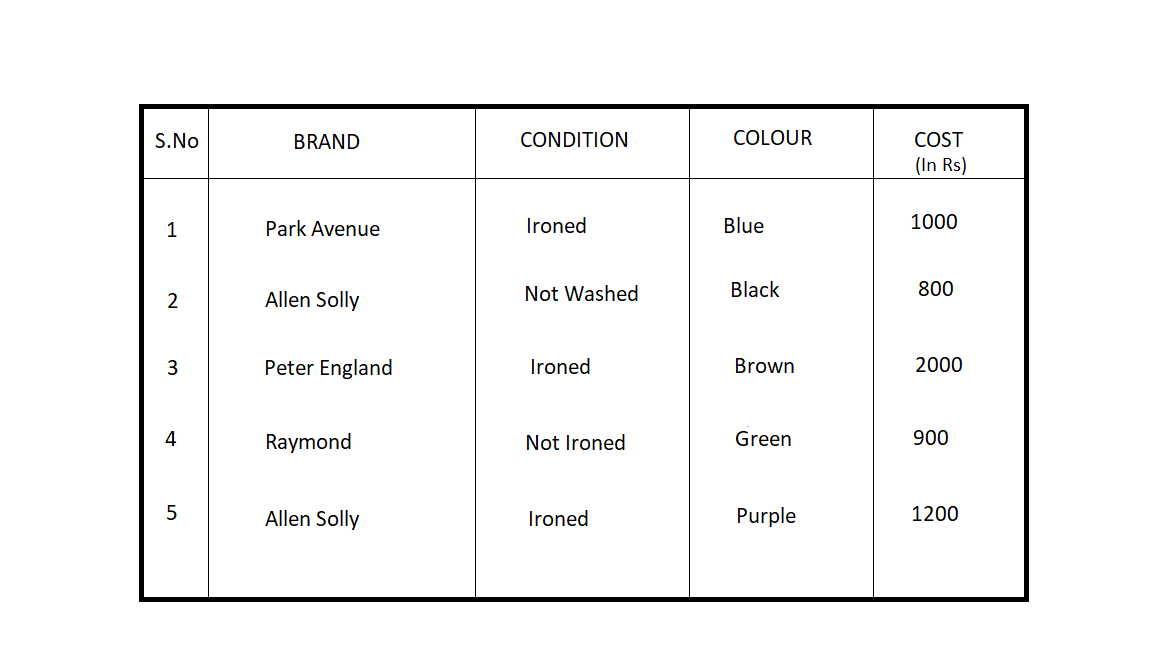 S.No BRAND CONDITION COLOUR COST
(In Rs)
1 Park Avenue Ironed Blue 1000
2 Allen Solly Not Washed Black 800
3 Peter England Ironed Brown 2000
4 Raymond Not Ironed Green 900
5 Allen Solly Ironed Purple 1200